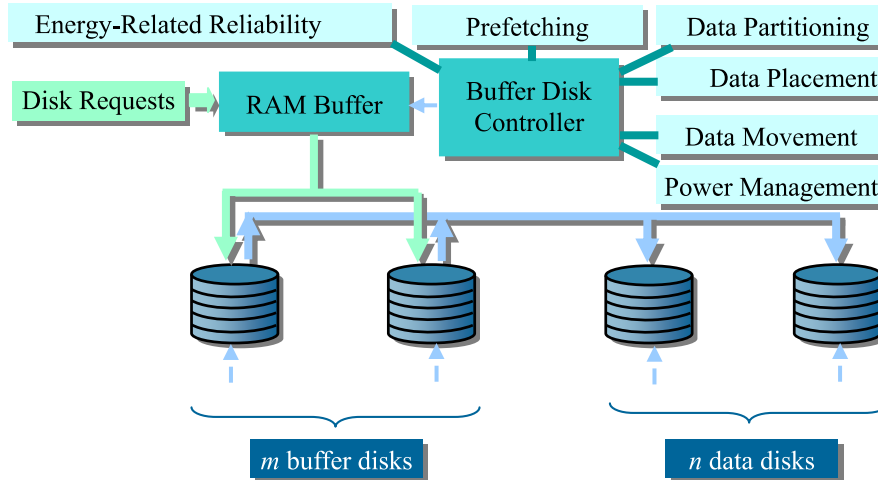 Energy-Related Reliability
Prefetching
Data Partitioning
Disk Requests
RAM Buffer
Buffer Disk
Controller
Data Placement
Data Movement
Power Management
m buffer disks
n data disks